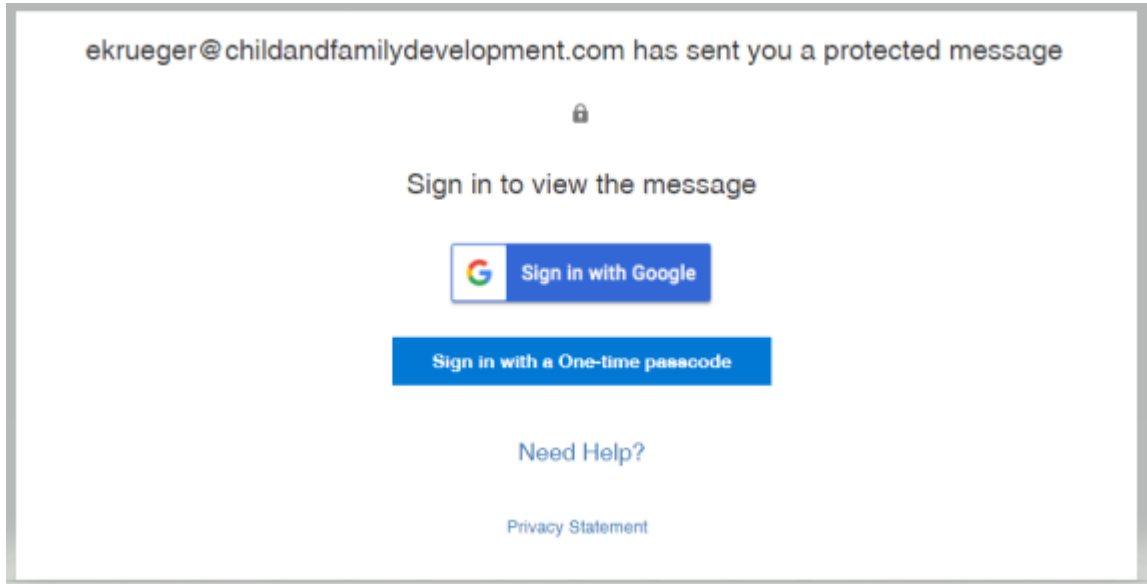 ekrueger@childandfamilydevelopment.com has sent you a protected message
Sign in to view the message
Sign in with Google
Sign in with a One-time passcode
Need Help?
Privacy Statement